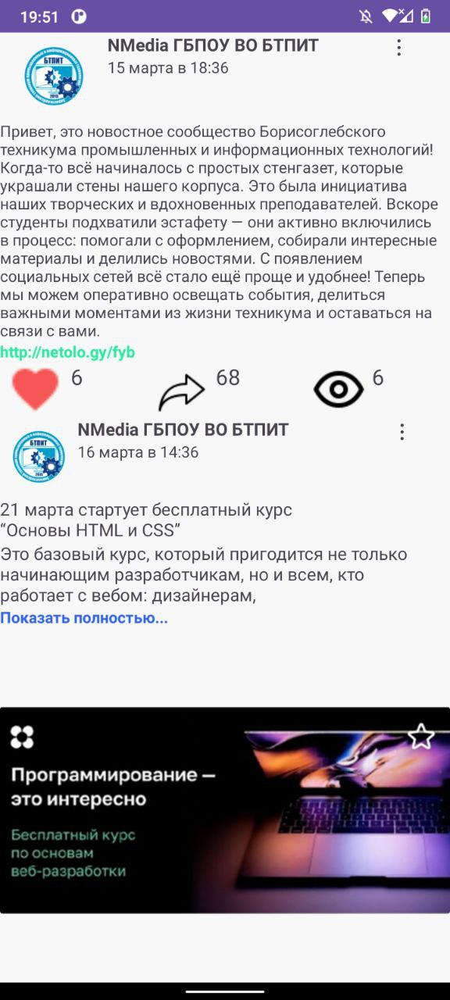 19:51
NMedia ГБПОУ ВО БТПИТ
15 марта в 18:36
БТПИТ
2015
Привет, это новостное сообщество Борисоглебского
техникума промышленных и информационных технологий!
Когда-то всё начиналось с простых стенгазет, которые
украшали стены нашего корпуса. Это была инициатива
наших творческих и вдохновенных преподавателей. Вскоре
студенты подхватили эстафету — они активно включились
в процесс: помогали с оформлением, собирали интересные
материалы и делились новостями. С появлением
социальных сетей всё стало ещё проще и удобнее! Теперь
мы можем оперативно освещать события, делиться
важными моментами из жизни техникума и оставаться на
связи с вами.
http://netolo.gy/fyb
6
68
6
NMedia ГБПОУ ВО БТПИТ
16 марта в 14:36
БТПИТ
2015
21 марта стартует бесплатный курс
“Основы HTML и CSS”
Это базовый курс, который пригодится не только
начинающим разработчикам, но и всем, кто
работает с вебом: дизайнерам,
Показать полностью...
Программирование —
это интересно
Бесплатный курс
по основам
веб-разработки